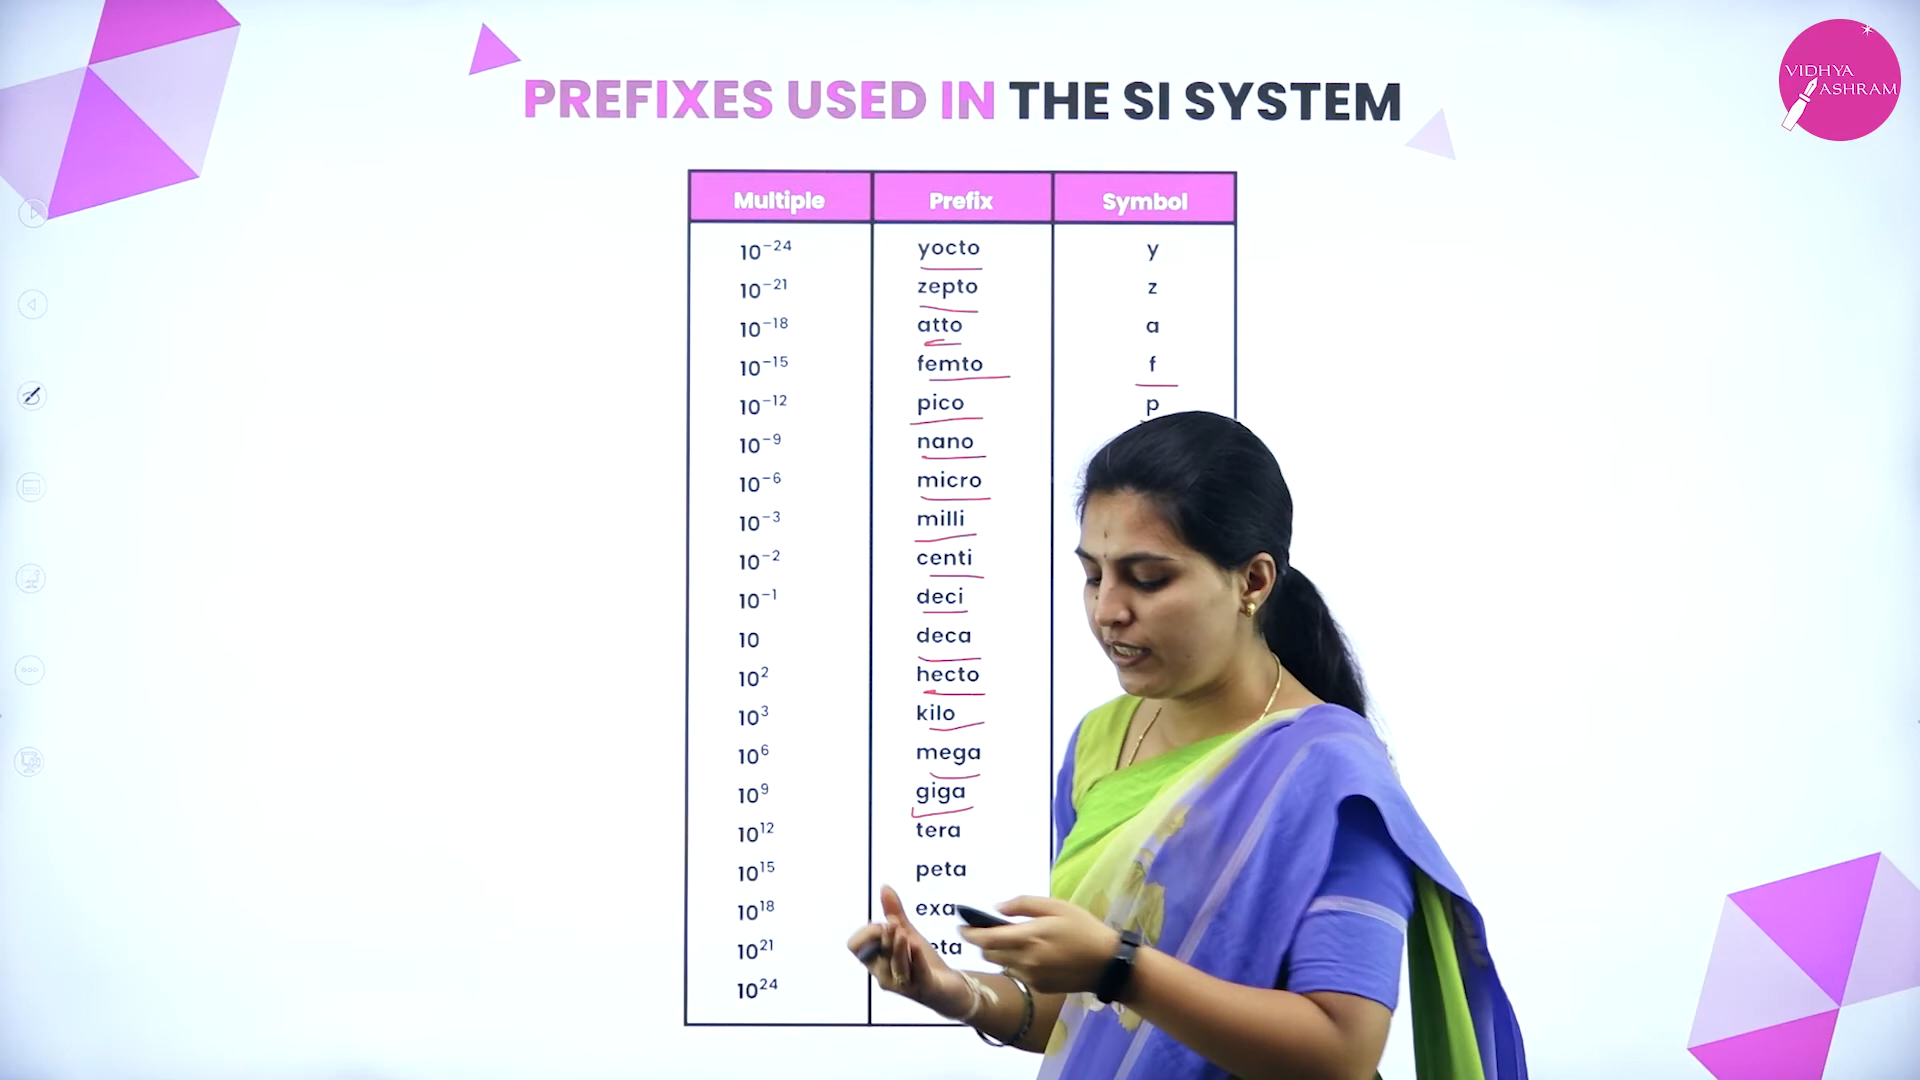 VIDHYA
ASHRAM
PREFIXES USED IN THE SI SYSTEM
Multiple Prefix Symbol
10⁻²⁴ yocto y
10⁻²¹ zepto z
10⁻¹⁸ atto a
10⁻¹⁵ femto f
10⁻¹² pico p
10⁻⁹ nano
10⁻⁶ micro
10⁻³ milli
10⁻² centi
10⁻¹ deci
10 deca
10² hecto
10³ kilo
10⁶ mega
10⁹ giga
10¹² tera
10¹⁵ peta
10¹⁸ exa
10²¹ eta
10²⁴